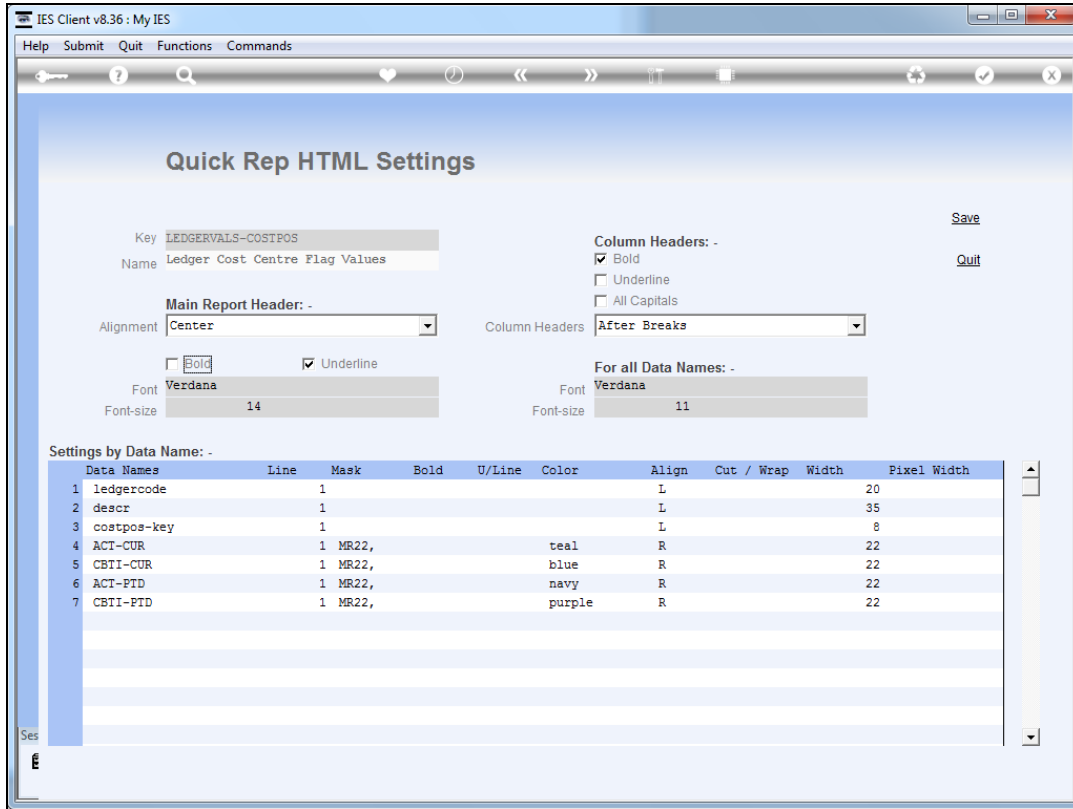 IES Client v8.36 : My IES
Help Submit Quit Functions Commands
Quick Rep HTML Settings
Save
Key LEDGERVALS-COSTPOS
Column Headers: -
Name Ledger Cost Centre Flag Values
Bold
Quit
Underline
Main Report Header: -
All Capitals
Alignment Center
Column Headers After Breaks
Bold Underline
For all Data Names: -
Font Verdana
Font Verdana
Font-size 14
Font-size 11
Settings by Data Name: -
Data Names Line Mask Bold U/Line Color Align Cut / Wrap Width Pixel Width
1 ledgercode 1 L 20
2 descr 1 L 35
3 costpos-key 1 L 8
4 ACT-CUR 1 MR22, teal R 22
5 CBTI-CUR 1 MR22, blue R 22
6 ACT-PTD 1 MR22, navy R 22
7 CBTI-PTD 1 MR22, purple R 22
Ses